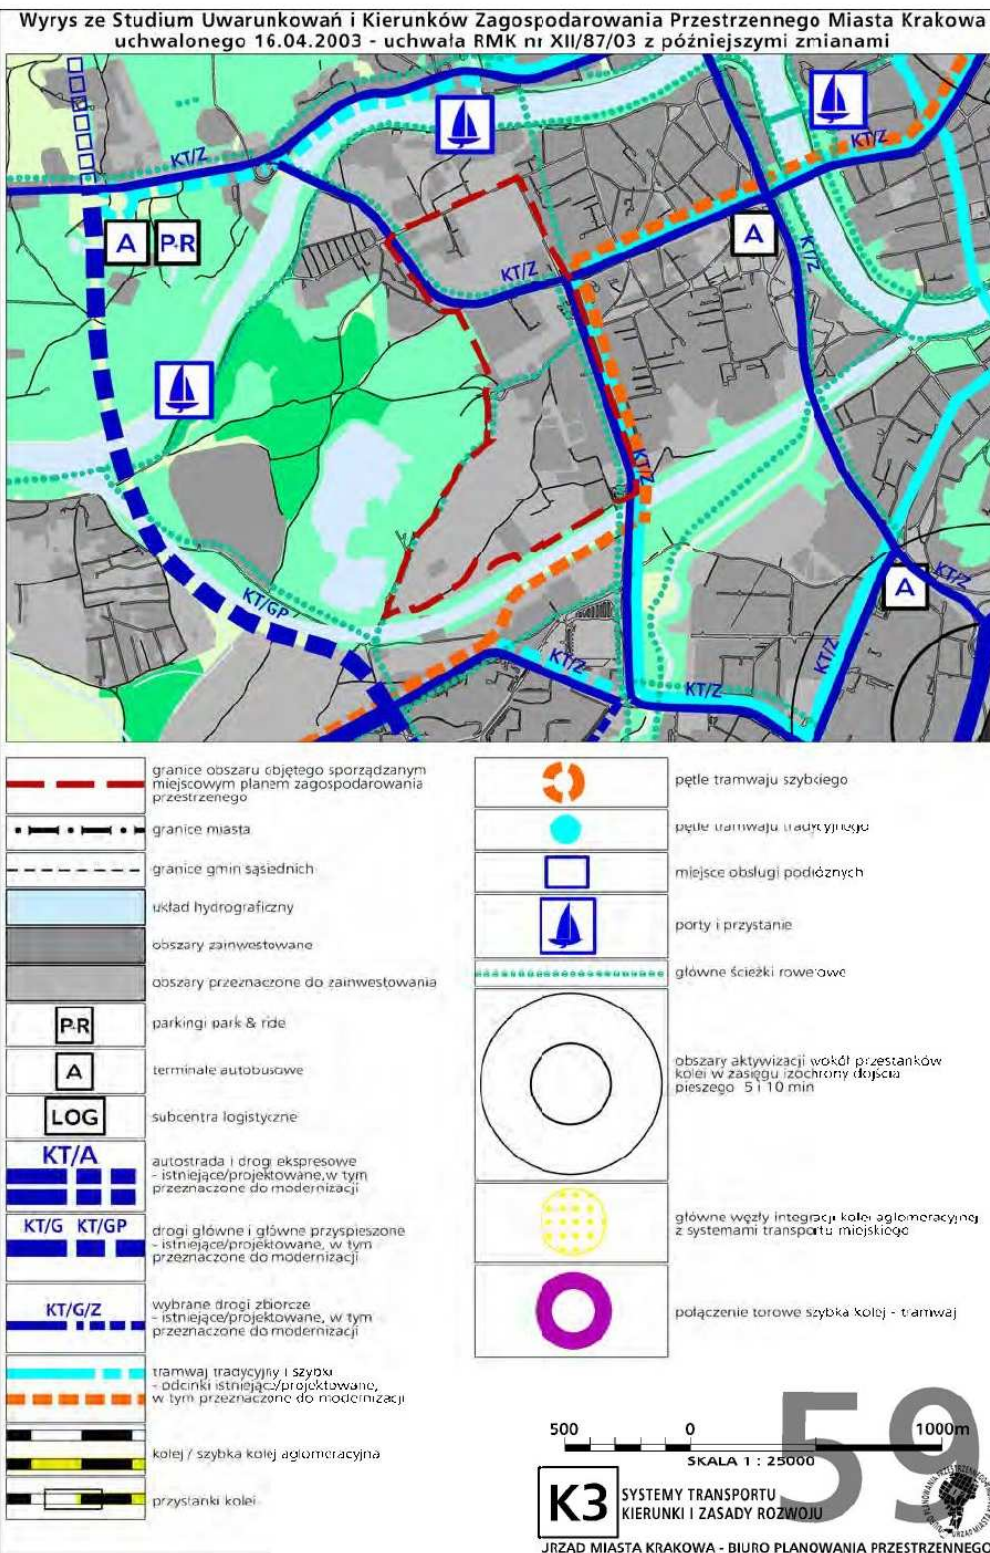 Wyrys ze Studium Uwarunkowań i Kierunków Zagospodarowania Przestrzennego Miasta Krakowa
uchwalonego 16.04.2003 - uchwała RMK nr XII/87/03 z późniejszymi zmianami
KT/Z
KT/Z
A
P+R
A
KT/Z
KT/Z
KT/Z
KT/GP
KT/Z
KT/Z
KT/Z
KT/Z
A
granice obszaru objętego sporządzanym
miejscowym planem zagospodarowania
przestrzenego
granice miasta
granice gmin sąsiednich
układ hydrograficzny
obszary zainwestowane
obszary przeznaczone do zainwestowania
P+R
parkingi park & ride
A
terminale autobusowe
LOG
subcentra logistyczne
KT/A
autostrada i drogi ekspresowe
- istniejące/projektowane,w tym
przeznaczone do modernizacji
KT/G KT/GP
drogi główne i główne przyspieszone
- istniejące/projektowane, w tym
przeznaczone do modernizacji
KT/G/Z
wybrane drogi zbiorcze
- istniejące/projektowane, w tym
przeznaczone do modernizacji
tramwaj tradycyjny i szybki
- odcinki istniejące/projektowane,
w tym przeznaczone do modernizacji
kolej / szybka kolej aglomeracyjna
przystanki kolei
pętle tramwaju szybkiego
pętle tramwaju tradycyjnego
miejsce obsługi podróżnych
porty i przystanie
główne ścieżki rowerowe
obszary aktywizacji wokół przestanków
kolei w zasięgu izochrony dojścia
pieszego 5 i 10 min
główne węzły integracji kolei aglomeracyjnej
z systemami transportu miejskiego
połączenie torowe szybka kolej - tramwaj
59
500 0 1000m
SKALA 1 : 25000
K3
SYSTEMY TRANSPORTU
KIERUNKI I ZASADY ROZWOJU
URZĄD MIASTA KRAKOWA - BIURO PLANOWANIA PRZESTRZENNEGO